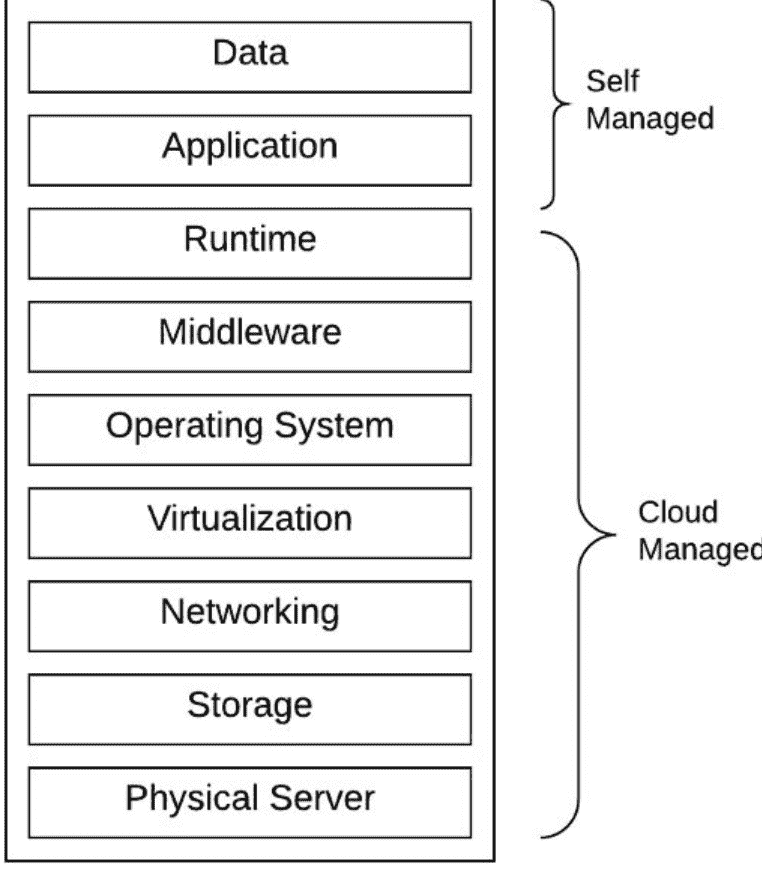 Data
Application
Runtime
Middleware
Operating System
Virtualization
Networking
Storage
Physical Server
Self
Managed
Cloud
Managed